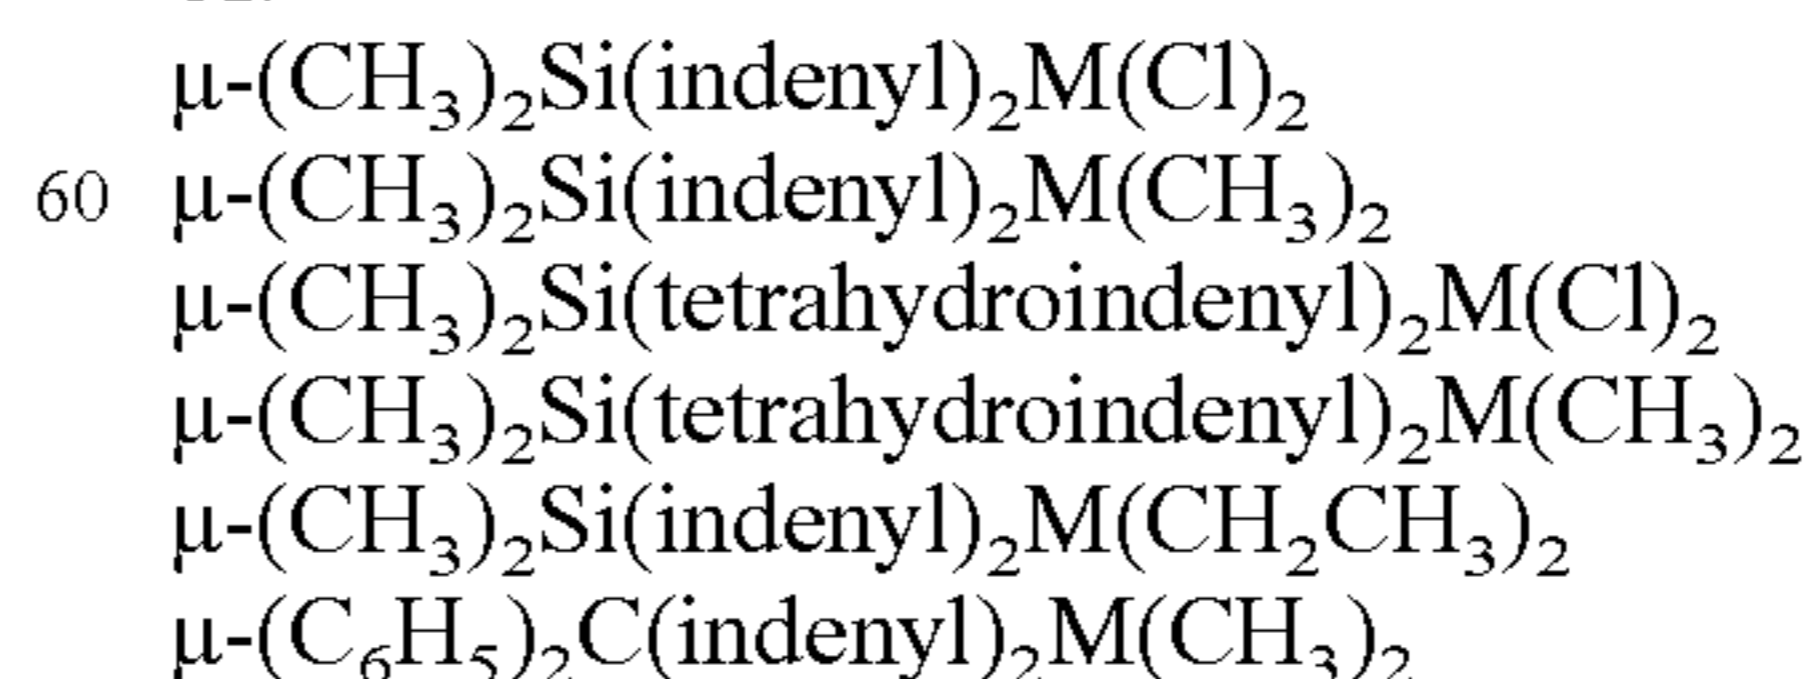 μ-(CH₃)₂Si(indenyl)₂M(Cl)₂
60 μ-(CH₃)₂Si(indenyl)₂M(CH₃)₂
μ-(CH₃)₂Si(tetrahydroindenyl)₂M(Cl)₂
μ-(CH₃)₂Si(tetrahydroindenyl)₂M(CH₃)₂
μ-(CH₃)₂Si(indenyl)₂M(CH₂CH₃)₂
μ-(C₆H₅)₂C(indenyl)₂M(CH₃)₂